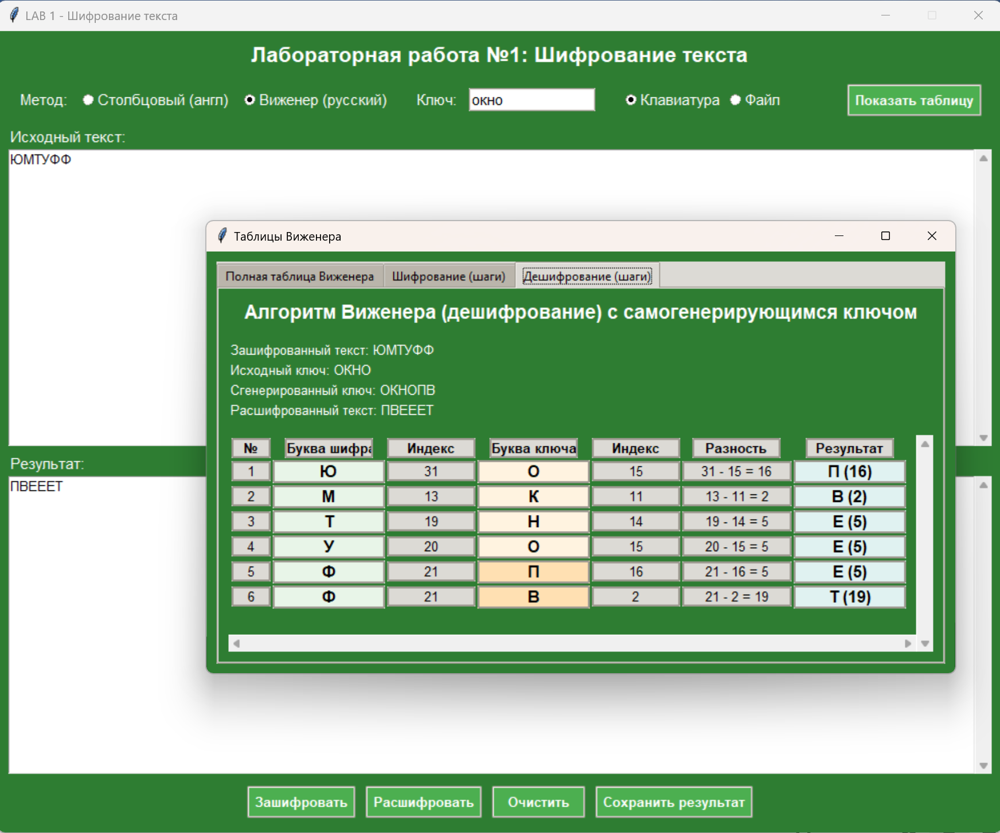 LAB 1 - Шифрование текста
Лабораторная работа №1: Шифрование текста
Метод: Столбцовый (англ) Виженер (русский) Ключ: окно Клавиатура Файл Показать таблицу
Исходный текст:
ЮМТУФФ
Таблицы Виженера
Полная таблица Виженера Шифрование (шаги) Дешифрование (шаги)
Алгоритм Виженера (дешифрование) с самогенерирующимся ключом
Зашифрованный текст: ЮМТУФФ
Исходный ключ: ОКНО
Сгенерированный ключ: ОКНОПВ
Расшифрованный текст: ПВЕЕЕТ
№ Буква шифра Индекс Буква ключа Индекс Разность Результат
1 Ю 31 О 15 31 - 15 = 16 П (16)
2 М 13 К 11 13 - 11 = 2 В (2)
3 Т 19 Н 14 19 - 14 = 5 Е (5)
4 У 20 О 15 20 - 15 = 5 Е (5)
5 Ф 21 П 16 21 - 16 = 5 Е (5)
6 Ф 21 В 2 21 - 2 = 19 Т (19)
Результат:
ПВЕЕЕТ
Зашифровать Расшифровать Очистить Сохранить результат